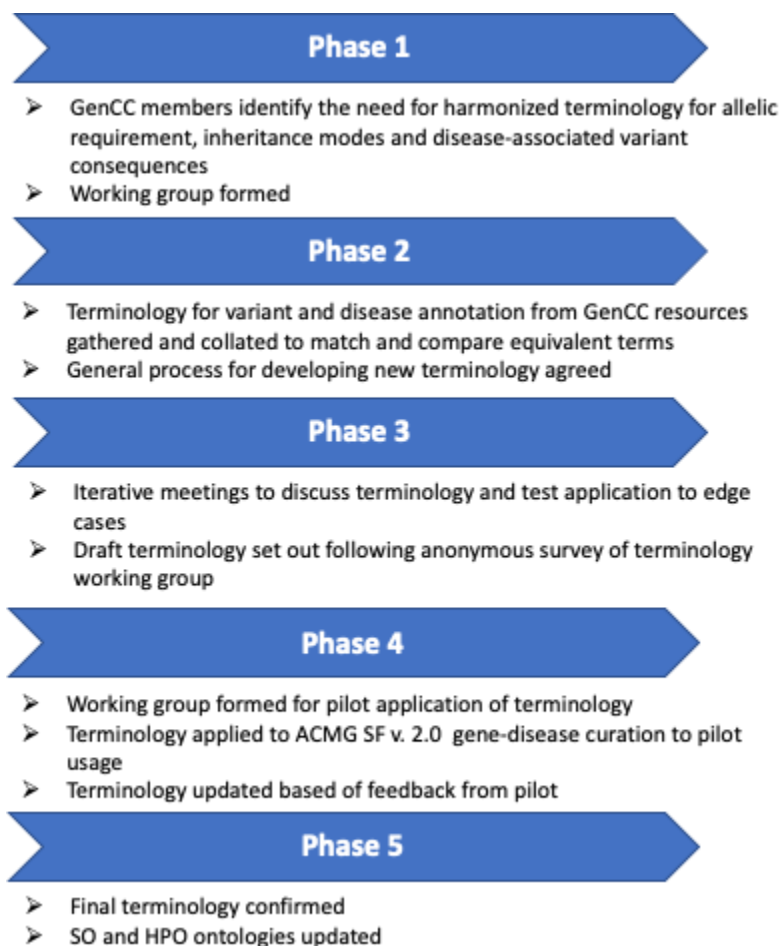 Phase 1
➢ GenCC members identify the need for harmonized terminology for allelic
requirement, inheritance modes and disease-associated variant
consequences
➢ Working group formed
Phase 2
➢ Terminology for variant and disease annotation from GenCC resources
gathered and collated to match and compare equivalent terms
➢ General process for developing new terminology agreed
Phase 3
➢ Iterative meetings to discuss terminology and test application to edge
cases
➢ Draft terminology set out following anonymous survey of terminology
working group
Phase 4
➢ Working group formed for pilot application of terminology
➢ Terminology applied to ACMG SF v. 2.0 gene-disease curation to pilot
usage
➢ Terminology updated based of feedback from pilot
Phase 5
➢ Final terminology confirmed
➢ SO and HPO ontologies updated